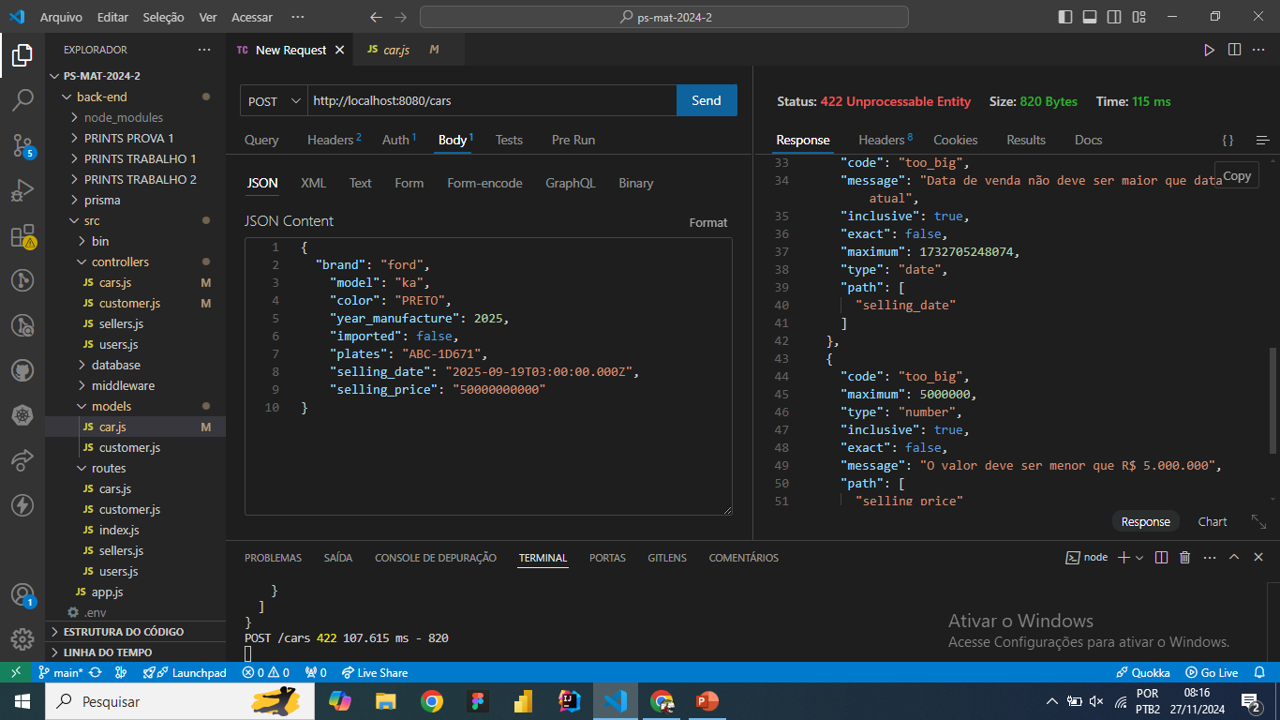 Arquivo Editar Seleção Ver Acessar ··· ps-mat-2024-2
EXPLORADOR ···
PS-MAT-2024-2
back-end
node_modules
PRINTS PROVA 1
PRINTS TRABALHO 1
PRINTS TRABALHO 2
prisma
src
bin
controllers
JS cars.js M
JS customer.js M
JS sellers.js
JS users.js
database
middleware
models
JS car.js M
JS customer.js
routes
JS cars.js
JS customer.js
JS index.js
JS sellers.js
JS users.js
JS app.js
.env
ESTRUTURA DO CÓDIGO
LINHA DO TEMPO
5
1
TC New Request JS car.js M
POST http://localhost:8080/cars Send
Query Headers 2 Auth 1 Body 1 Tests Pre Run
JSON XML Text Form Form-encode GraphQL Binary
JSON Content Format
1 {
2 "brand": "ford",
3 "model": "ka",
4 "color": "PRETO",
5 "year_manufacture": 2025,
6 "imported": false,
7 "plates": "ABC-1D671",
8 "selling_date": "2025-09-19T03:00:00.000Z",
9 "selling_price": "50000000000"
10 }
Status: 422 Unprocessable Entity Size: 820 Bytes Time: 115 ms
Response Headers 8 Cookies Results Docs { }
Copy
33 "code": "too_big",
34 "message": "Data de venda não deve ser maior que data
atual",
35 "inclusive": true,
36 "exact": false,
37 "maximum": 1732705248074,
38 "type": "date",
39 "path": [
40 "selling_date"
41 ]
42 },
43 {
44 "code": "too_big",
45 "maximum": 5000000,
46 "type": "number",
47 "inclusive": true,
48 "exact": false,
49 "message": "O valor deve ser menor que R$ 5.000.000",
50 "path": [
51 "selling_price"
Response Chart
PROBLEMAS SAÍDA CONSOLE DE DEPURAÇÃO TERMINAL PORTAS GITLENS COMENTÁRIOS node
}
]
}
POST /cars 422 107.615 ms - 820
Ativar o Windows
Acesse Configurações para ativar o Windows.
main* Launchpad 0 0 0 Live Share Quokka Go Live
Pesquisar
POR
PTB2
08:16
27/11/2024
2